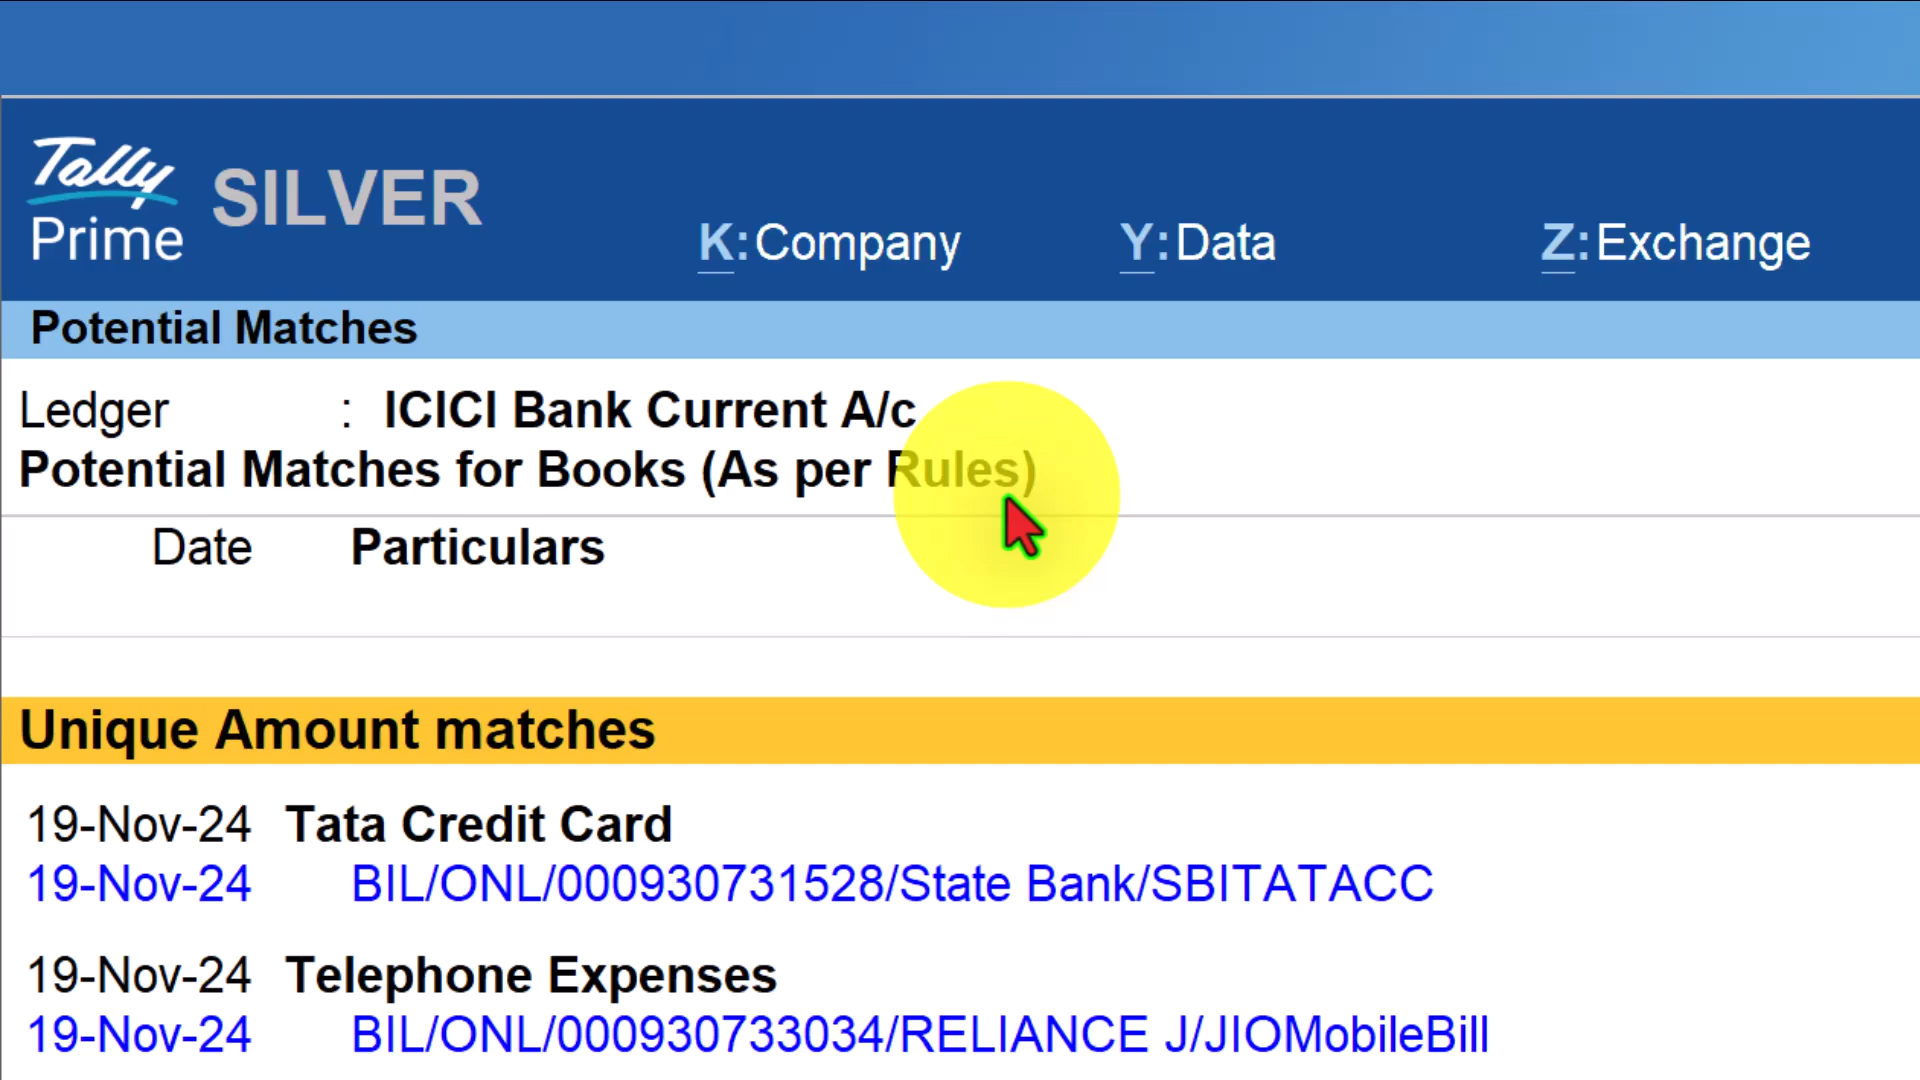 Tally
Prime
SILVER
K:Company Y:Data Z:Exchange
Potential Matches
Ledger : ICICI Bank Current A/c
Potential Matches for Books (As per Rules)
Date Particulars
Unique Amount matches
19-Nov-24 Tata Credit Card
19-Nov-24 BIL/ONL/000930731528/State Bank/SBITATACC
19-Nov-24 Telephone Expenses
19-Nov-24 BIL/ONL/000930733034/RELIANCE J/JIOMobileBill